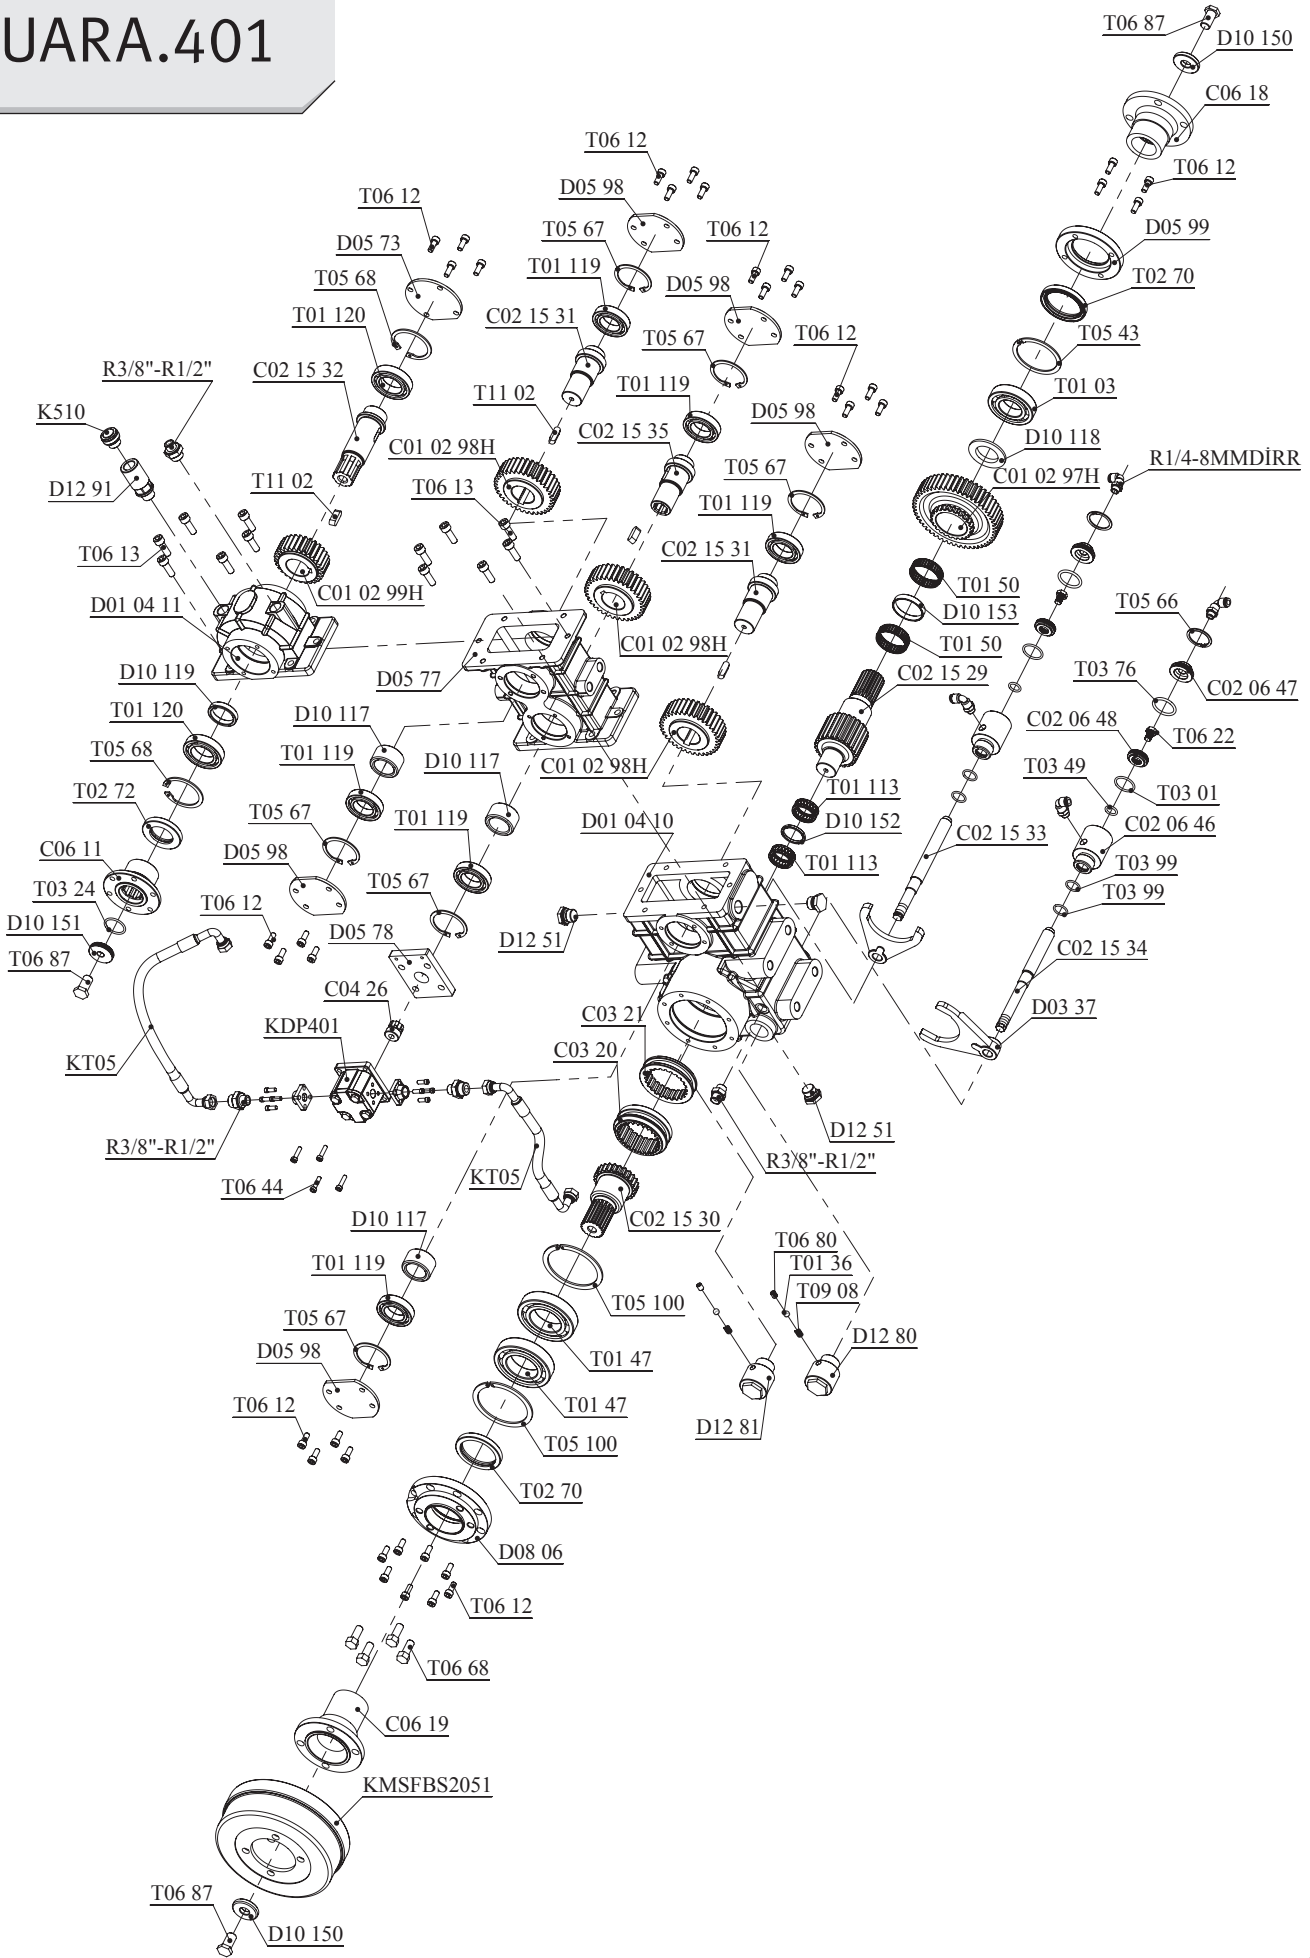 UARA.401
T06 87
D10 150
C06 18
T06 12
D05 99
T02 70
T05 43
T01 03
D10 118
C01 02 97H
R1/4-8MMDİRR
T06 12
D05 98
T05 67
T01 119
C02 15 31
T11 02
C01 02 98H
T06 13
T06 12
D05 73
T05 68
T01 120
C02 15 32
R3/8"-R1/2"
K510
D12 91
T11 02
T06 13
C01 02 99H
D01 04 11
T06 12
D05 98
T05 67
T01 119
C02 15 35
T06 12
D05 98
T05 67
T01 119
C02 15 31
C01 02 98H
D05 77
C01 02 98H
T01 50
D10 153
T01 50
C02 15 29
T05 66
T03 76
C02 06 47
C02 06 48
T06 22
T03 49
T03 01
C02 06 46
T03 99
T03 99
C02 15 33
C02 15 34
D03 37
T01 113
D10 152
T01 113
D01 04 10
D12 51
D10 119
T01 120
T05 68
T02 72
C06 11
T03 24
D10 151
T06 87
D10 117
T01 119
T05 67
D05 98
T06 12
D10 117
T01 119
T05 67
D05 78
C04 26
KDP401
KT05
R3/8"-R1/2"
T06 44
KT05
C03 21
C03 20
D12 51
R3/8"-R1/2"
C02 15 30
D10 117
T01 119
T05 67
D05 98
T06 12
T05 100
T01 47
T01 47
T05 100
T02 70
D08 06
T06 12
T06 80
T01 36
T09 08
D12 80
D12 81
T06 68
C06 19
KMSFBS2051
T06 87
D10 150